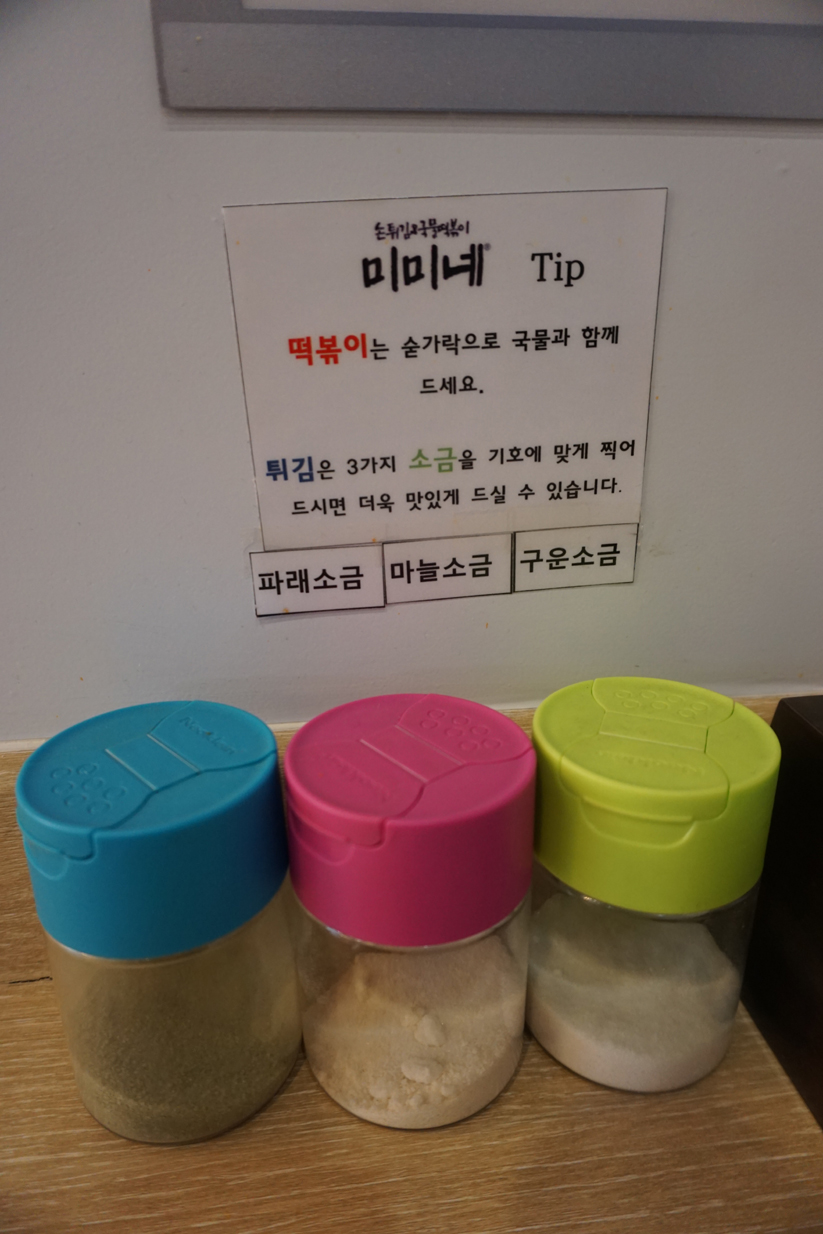 손튀김&국물떡볶이
미미네® Tip
떡볶이는 숟가락으로 국물과 함께
드세요.
튀김은 3가지 소금을 기호에 맞게 찍어
드시면 더욱 맛있게 드실 수 있습니다.
파래소금 마늘소금 구운소금